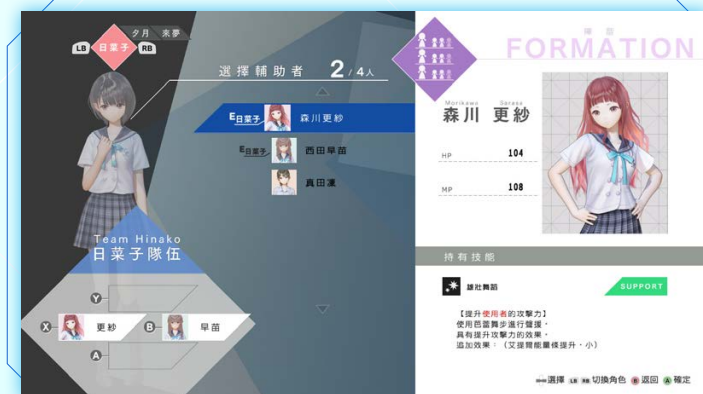 夕月 來夢
LB 日菜子 RB
選擇輔助者 2/4人
E日菜子 森川更紗
E日菜子 西田早苗
真田凜
Team Hinako
日菜子隊伍
Y
X 更紗 B 早苗
A
FORMATION
Morikawa Sarasa
森川 更紗
HP 104
MP 108
持有技能
雄壯舞蹈 SUPPORT
【提升使用者的攻擊力】
使用芭蕾舞步進行聲援，
具有提升攻擊力的效果。
追加效果：（艾提爾能量條提升・小）
選擇 LB RB 切換角色 B 返回 A 確定